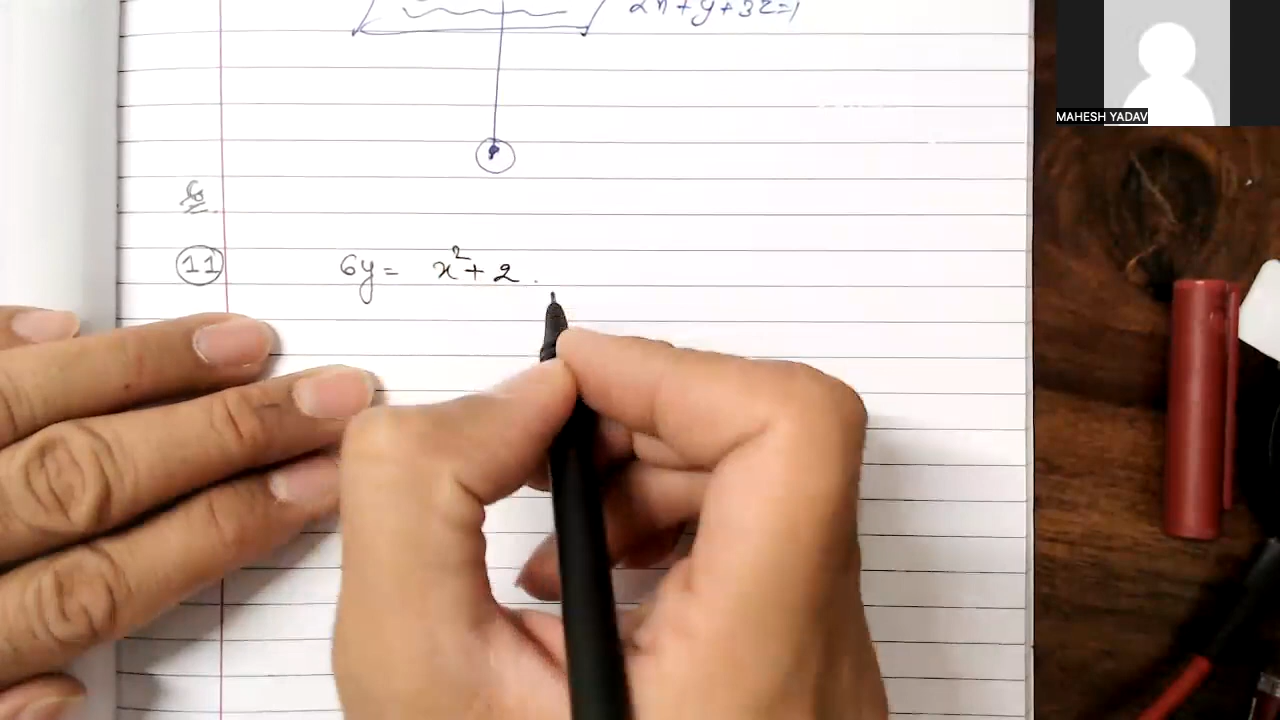 2x+y+3z=1
MAHESH YADAV
11 6y = x²+2.